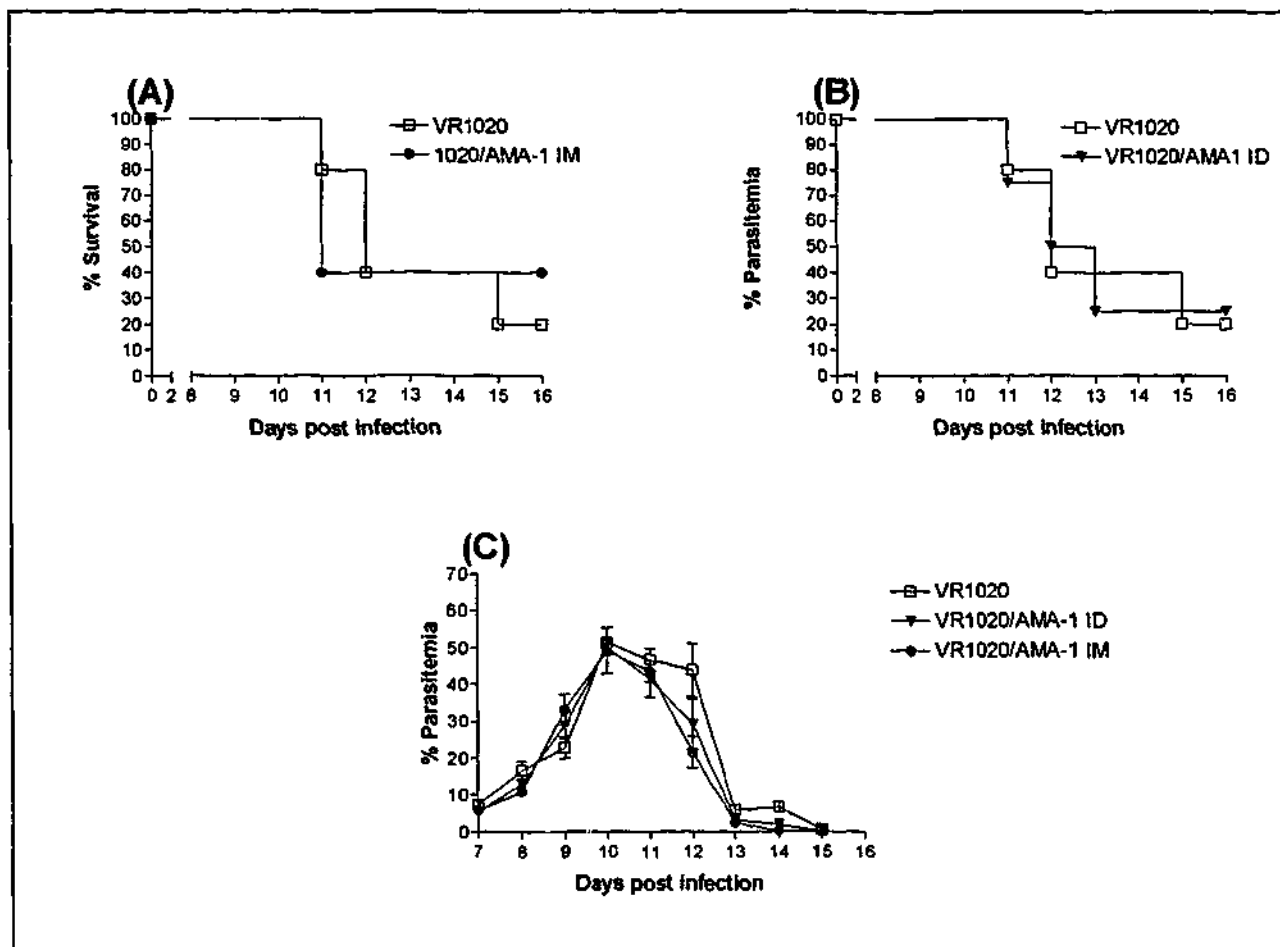 (A)
VR1020
1020/AMA-1 IM
100
90
80
70
60
50
40
30
20
10
0
% Survival
0 2 8 9 10 11 12 13 14 15 16
Days post infection
(B)
VR1020
VR1020/AMA1 ID
100
90
80
70
60
50
40
30
20
10
0
% Parasitemia
0 2 8 9 10 11 12 13 14 15 16
Days post infection
(C)
VR1020
VR1020/AMA-1 ID
VR1020/AMA-1 IM
70
60
50
40
30
20
10
0
% Parasitemia
7 8 9 10 11 12 13 14 15 16
Days post infection